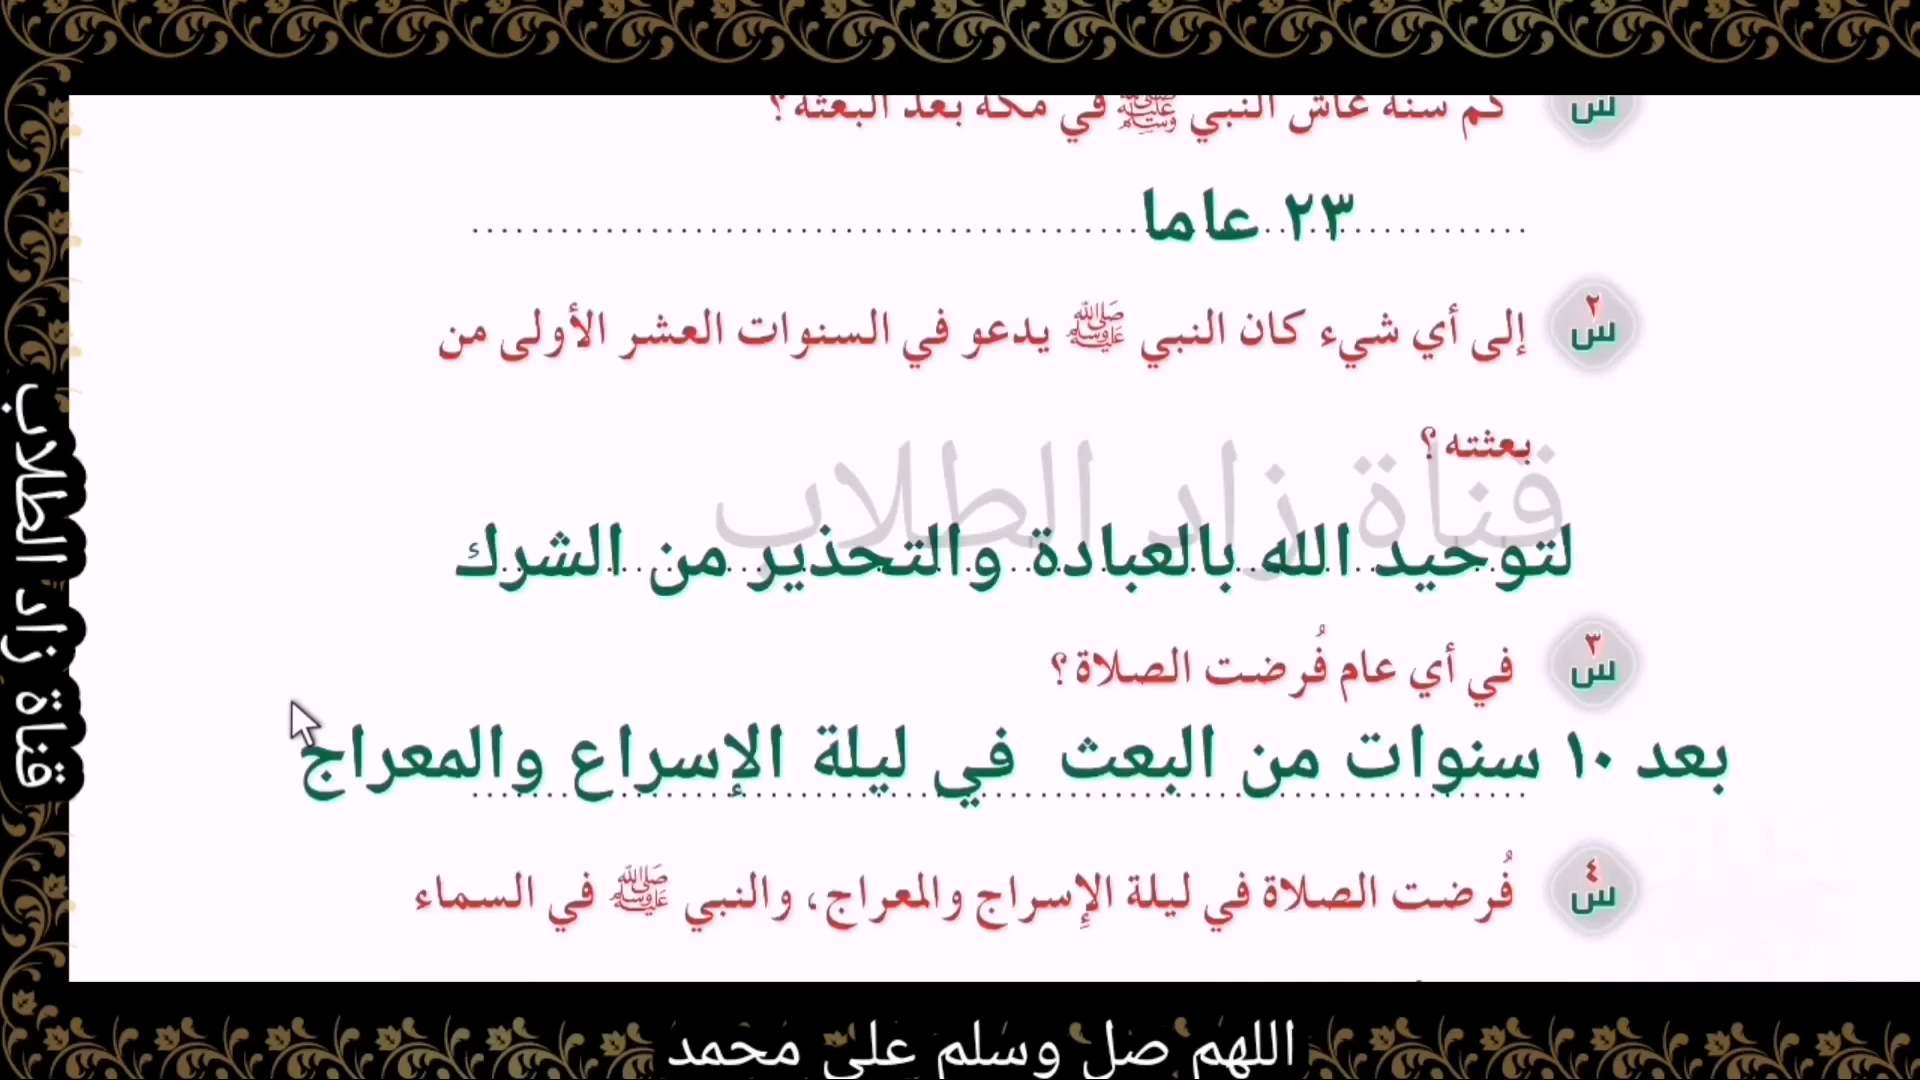 س كم سنة عاش النبي ﷺ في مكة بعد البعثة؟
٢٣ عاما
س٢ إلى أي شيء كان النبي ﷺ يدعو في السنوات العشر الأولى من
بعثته؟
قناة زاد الطلاب
لتوحيد الله بالعبادة والتحذير من الشرك
س٣ في أي عام فُرضت الصلاة؟
بعد ١٠ سنوات من البعث في ليلة الإسراع والمعراج
س٤ فُرضت الصلاة في ليلة الإسراج والمعراج، والنبي ﷺ في السماء
قناة زاد الطلاب
اللهم صل وسلم على محمد